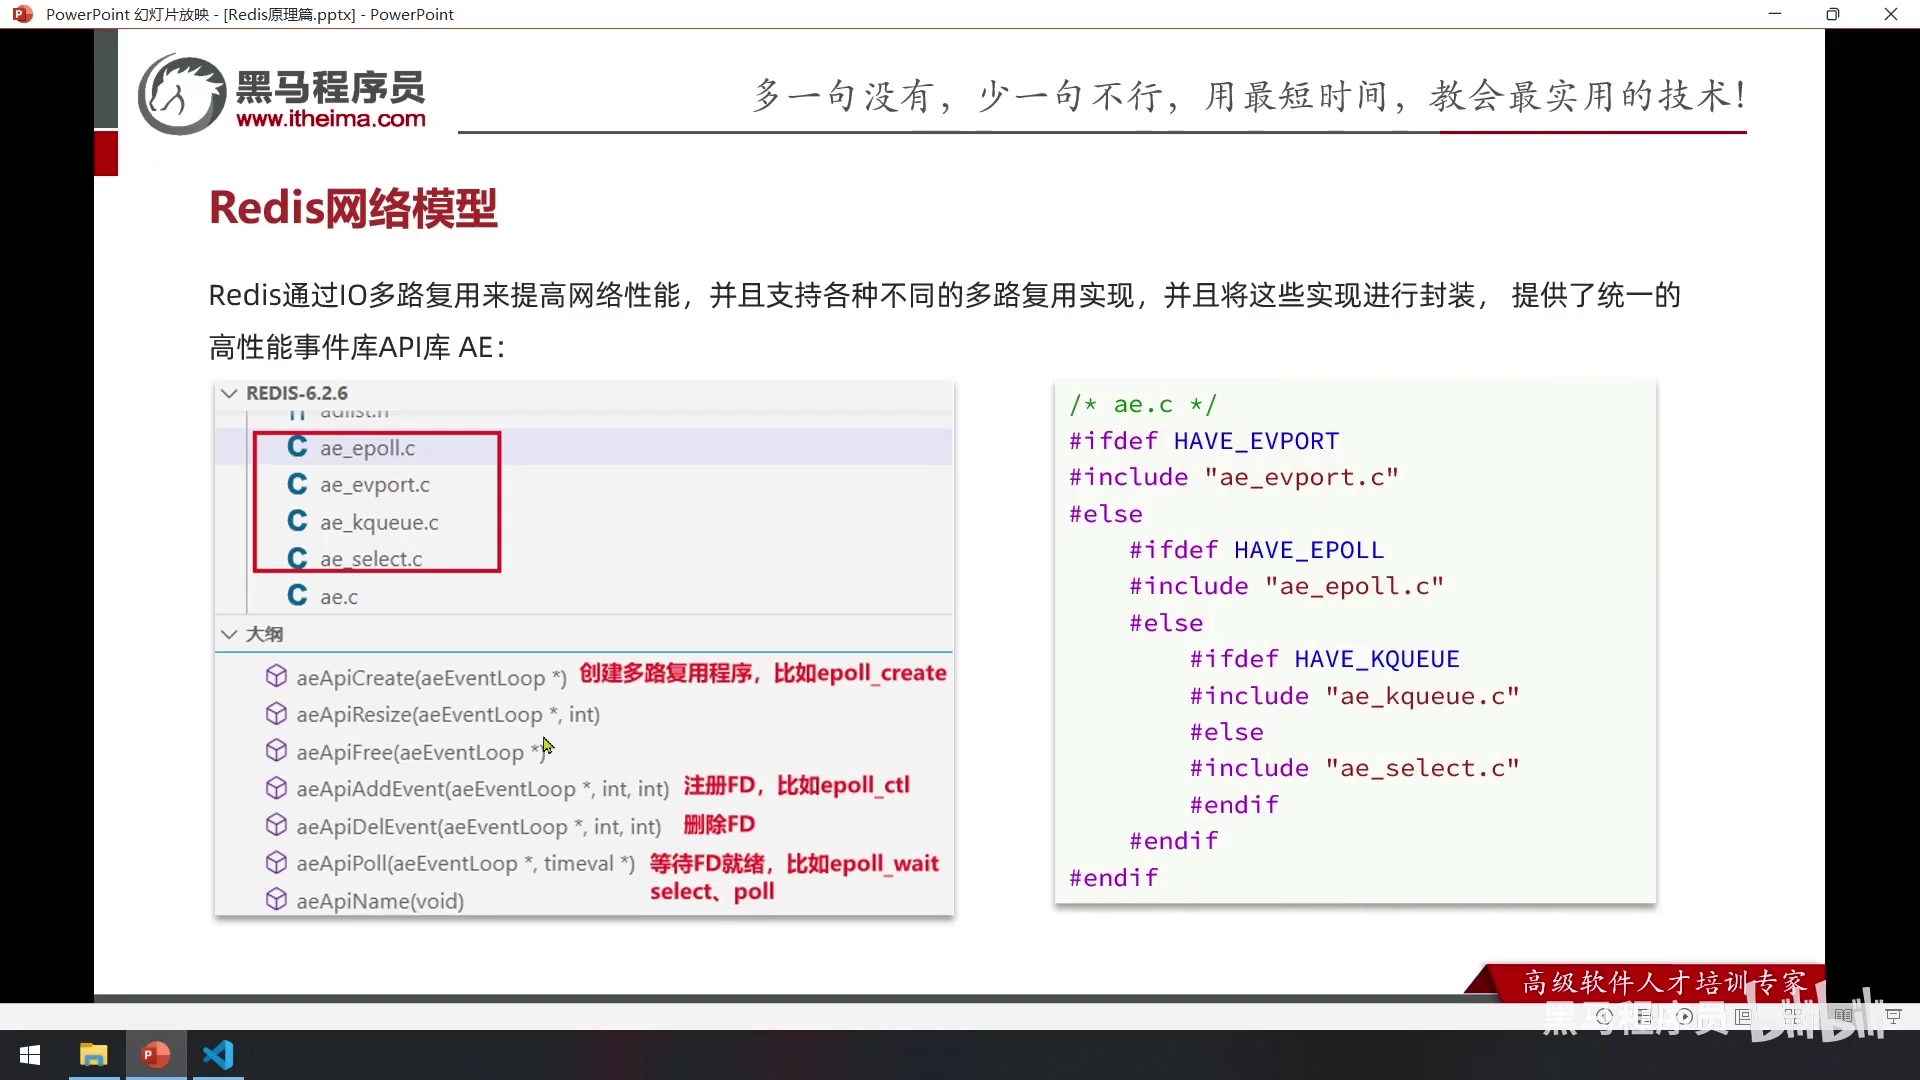 PowerPoint 幻灯片放映 - [Redis原理篇.pptx] - PowerPoint
黑马程序员
www.itheima.com
多一句没有，少一句不行，用最短时间，教会最实用的技术！
Redis网络模型
Redis通过IO多路复用来提高网络性能，并且支持各种不同的多路复用实现，并且将这些实现进行封装， 提供了统一的
高性能事件库API库 AE：
REDIS-6.2.6
adlist.h
C ae_epoll.c
C ae_evport.c
C ae_kqueue.c
C ae_select.c
C ae.c
大纲
aeApiCreate(aeEventLoop *) 创建多路复用程序，比如epoll_create
aeApiResize(aeEventLoop *, int)
aeApiFree(aeEventLoop *)
aeApiAddEvent(aeEventLoop *, int, int) 注册FD，比如epoll_ctl
aeApiDelEvent(aeEventLoop *, int, int) 删除FD
aeApiPoll(aeEventLoop *, timeval *) 等待FD就绪，比如epoll_wait
select、poll
aeApiName(void)
/* ae.c */
#ifdef HAVE_EVPORT
#include "ae_evport.c"
#else
#ifdef HAVE_EPOLL
#include "ae_epoll.c"
#else
#ifdef HAVE_KQUEUE
#include "ae_kqueue.c"
#else
#include "ae_select.c"
#endif
#endif
#endif
高级软件人才培训专家
黑马程序员 bilibili